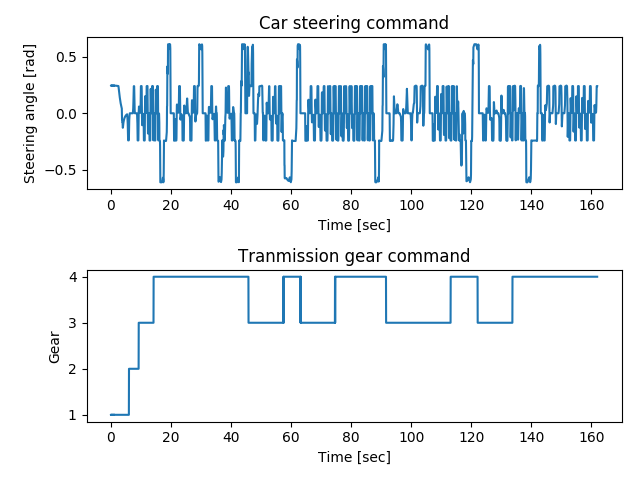 Car steering command
Steering angle [rad]
0.5
0.0
−0.5
0 20 40 60 80 100 120 140 160
Time [sec]
Tranmission gear command
Gear
4
3
2
1
0 20 40 60 80 100 120 140 160
Time [sec]